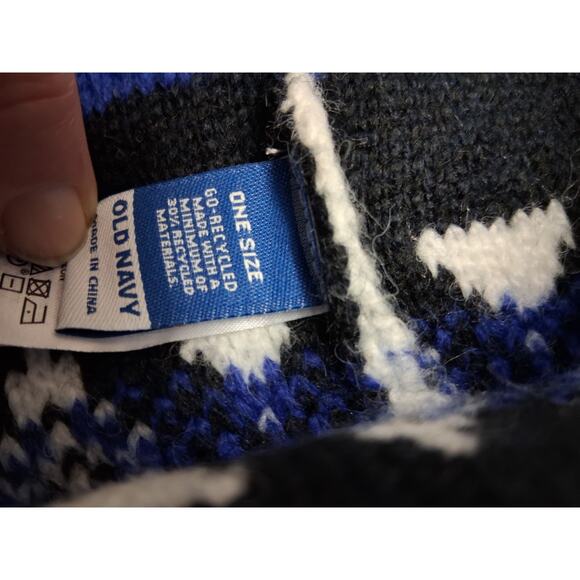 OLD NAVY
MADE IN CHINA
ONE SIZE
GO-RECYCLED
MADE WITH A
MINIMUM OF
30% RECYCLED
MATERIALS.